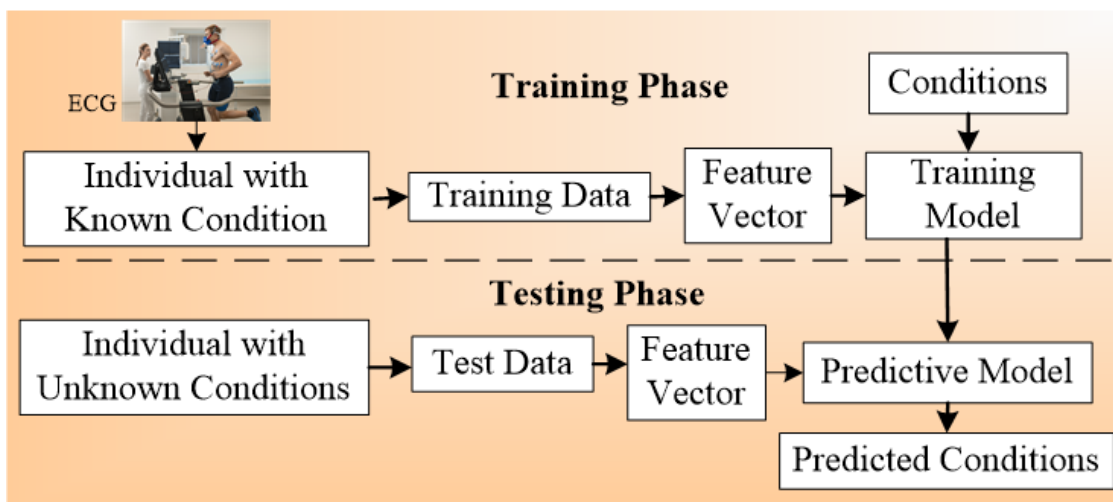 Training Phase
Conditions
ECG
Individual with
Known Condition
Training Data
Feature
Vector
Training
Model
Testing Phase
Individual with
Unknown Conditions
Test Data
Feature
Vector
Predictive Model
Predicted Conditions